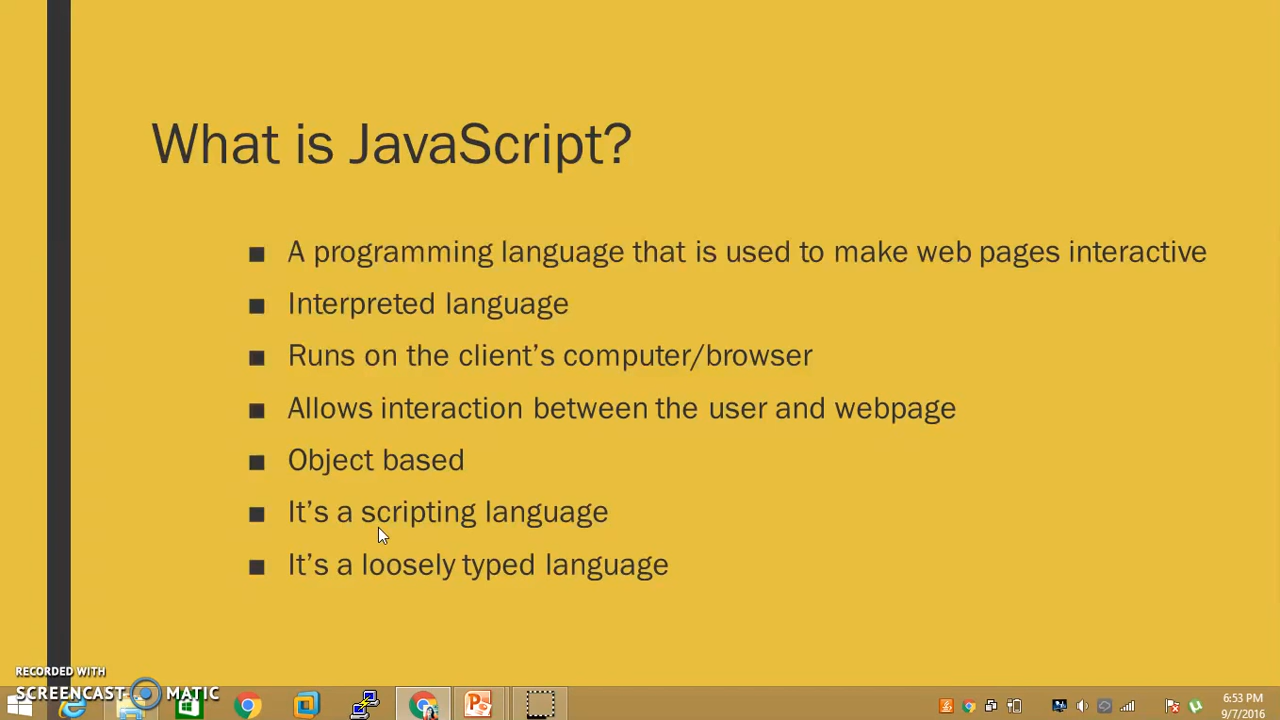 What is JavaScript?
A programming language that is used to make web pages interactive
Interpreted language
Runs on the client’s computer/browser
Allows interaction between the user and webpage
Object based
It’s a scripting language
It’s a loosely typed language
RECORDED WITH
SCREENCAST MATIC
6:53 PM
9/7/2016